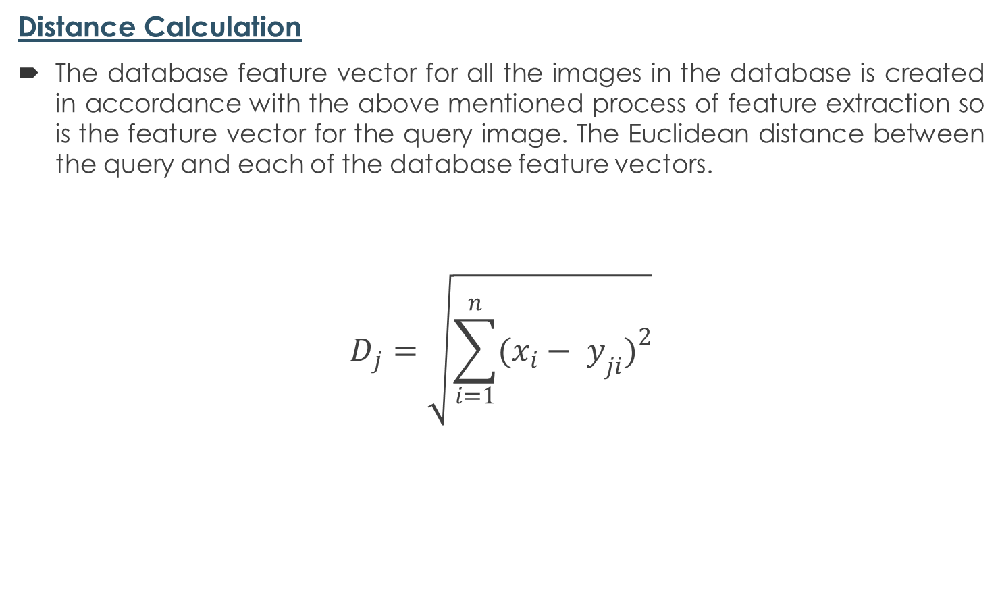 Distance Calculation
The database feature vector for all the images in the database is created
in accordance with the above mentioned process of feature extraction so
is the feature vector for the query image. The Euclidean distance between
the query and each of the database feature vectors.
D_j = √(∑_{i=1}^{n} (x_i − y_{ji})^2)